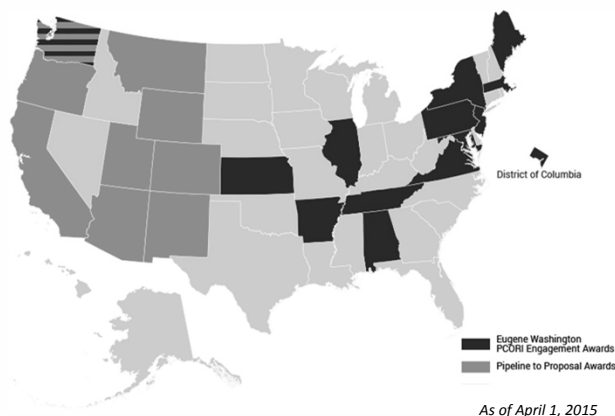 District of Columbia
Eugene Washington
PCORI Engagement Awards
Pipeline to Proposal Awards
As of April 1, 2015